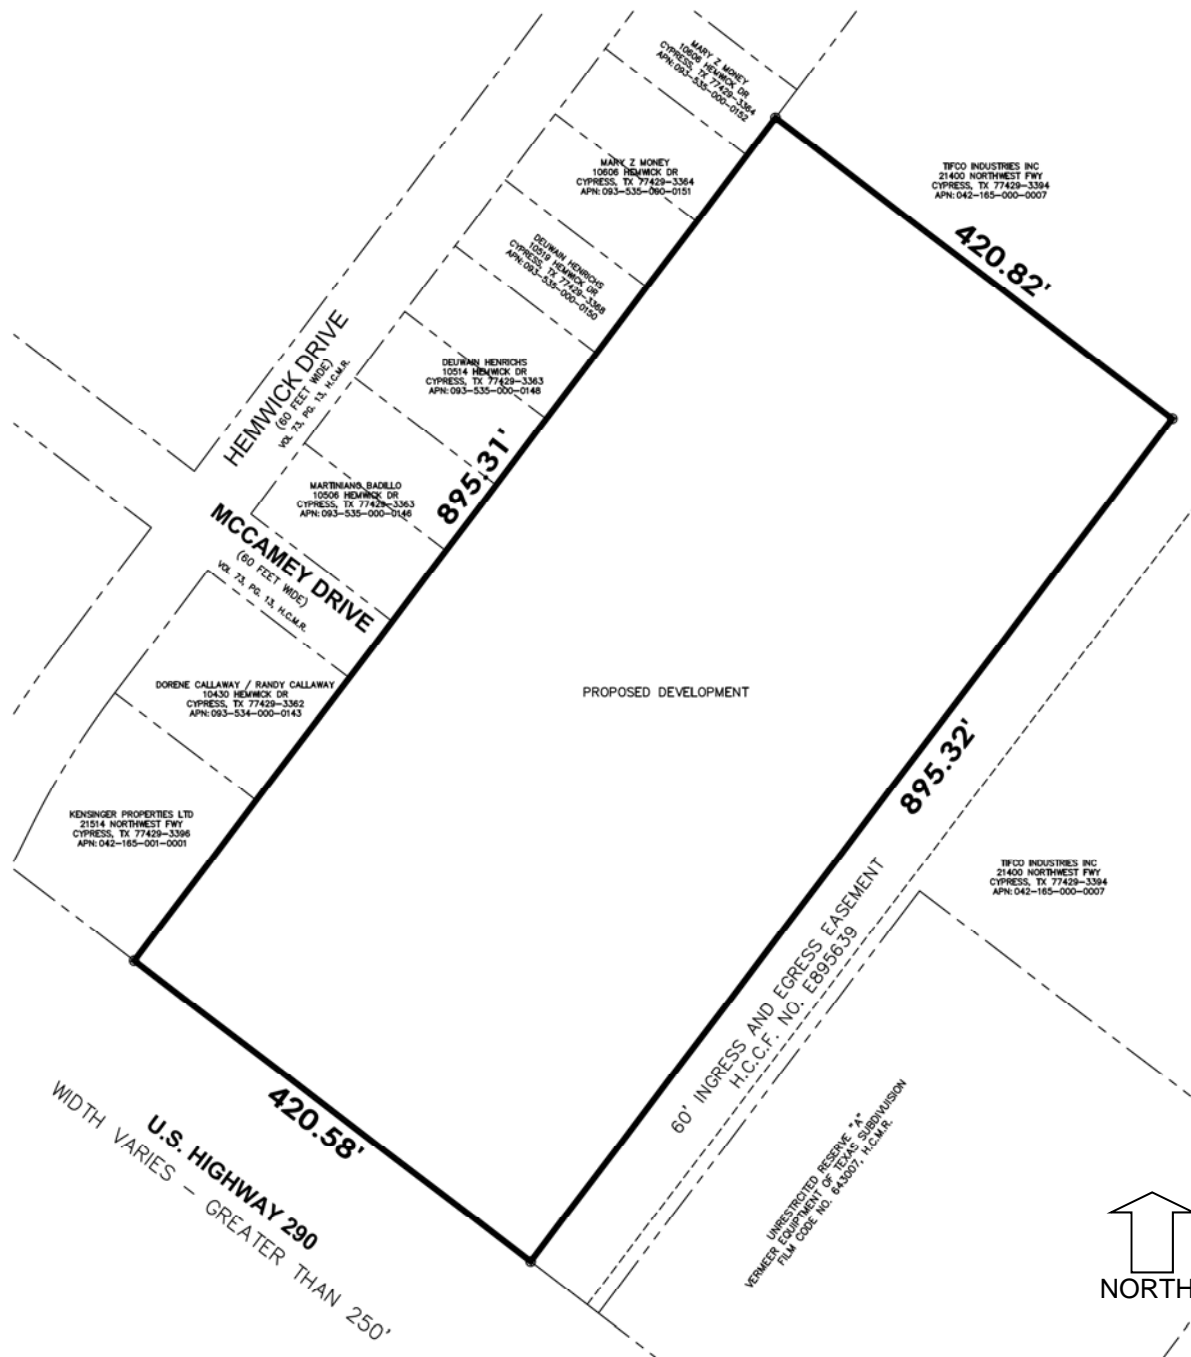 MARY Z MONEY
10606 HEMWICK DR
CYPRESS, TX 77429-3364
APN: 093-535-000-0152
MARY Z MONEY
10606 HEMWICK DR
CYPRESS, TX 77429-3364
APN: 093-535-000-0151
TIFCO INDUSTRIES INC
21400 NORTHWEST FWY
CYPRESS, TX 77429-3394
APN: 042-165-000-0007
420.82'
DEUWAIN HENRICHS
10519 HEMWICK DR
CYPRESS, TX 77429-3368
APN: 093-535-000-0150
HEMWICK DRIVE
(60 FEET WIDE)
VOL 73, PG. 13, H.C.M.R.
DEUWAIN HENRICHS
10514 HEMWICK DR
CYPRESS, TX 77429-3363
APN: 093-535-000-0148
895.31'
MARTINIANO BADILLO
10506 HEMWICK DR
CYPRESS, TX 77429-3363
APN: 093-535-000-0146
MCCAMEY DRIVE
(60 FEET WIDE)
VOL 73, PG. 13, H.C.M.R.
DORENE CALLAWAY / RANDY CALLAWAY
10430 HEMWICK DR
CYPRESS, TX 77429-3362
APN: 093-534-000-0143
PROPOSED DEVELOPMENT
895.32'
KENSINGER PROPERTIES LTD
21514 NORTHWEST FWY
CYPRESS, TX 77429-3396
APN: 042-165-001-0001
TIFCO INDUSTRIES INC
21400 NORTHWEST FWY
CYPRESS, TX 77429-3394
APN: 042-165-000-0007
60' INGRESS AND EGRESS EASEMENT
H.C.C.F. NO. E895639
420.58'
U.S. HIGHWAY 290
WIDTH VARIES - GREATER THAN 250'
UNRESTRCITED RESERVE "A"
VERMEER EQUIPTMENT OF TEXAS SUBDIVUISION
FILM CODE NO. 643007, H.C.M.R.
NORTH